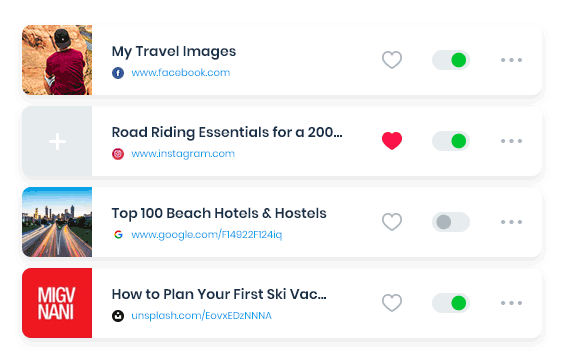 My Travel Images
www.facebook.com
Road Riding Essentials for a 200...
www.instagram.com
Top 100 Beach Hotels & Hostels
www.google.com/F14922F124iq
MIGV
NANI
How to Plan Your First Ski Vac...
unsplash.com/EovxEDzNNNA